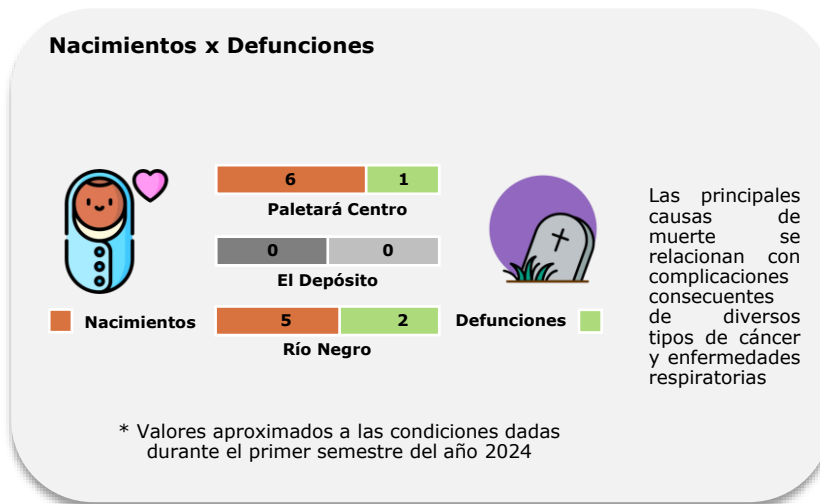 Nacimientos x Defunciones
6 1
Paletará Centro
0 0
El Depósito
Nacimientos
5 2
Defunciones
Río Negro
Las principales
causas de
muerte se
relacionan con
complicaciones
consecuentes
de diversos
tipos de cáncer
y enfermedades
respiratorias
* Valores aproximados a las condiciones dadas
durante el primer semestre del año 2024